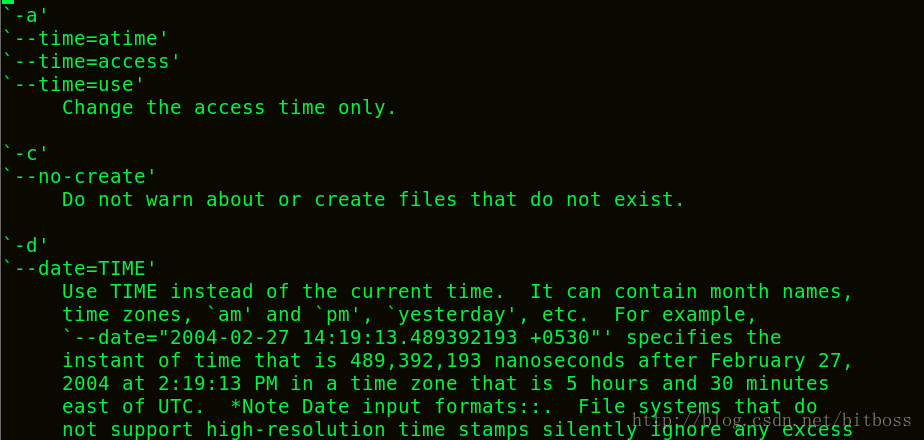 `-a'
`--time=atime'
`--time=access'
`--time=use'
     Change the access time only.

`-c'
`--no-create'
     Do not warn about or create files that do not exist.

`-d'
`--date=TIME'
     Use TIME instead of the current time.  It can contain month names,
     time zones, `am' and `pm', `yesterday', etc.  For example,
     `--date="2004-02-27 14:19:13.489392193 +0530"' specifies the
     instant of time that is 489,392,193 nanoseconds after February 27,
     2004 at 2:19:13 PM in a time zone that is 5 hours and 30 minutes
     east of UTC.  *Note Date input formats::.  File systems that do
     not support high-resolution time stamps silently ignore any excess
http://blog.csdn.net/bitboss